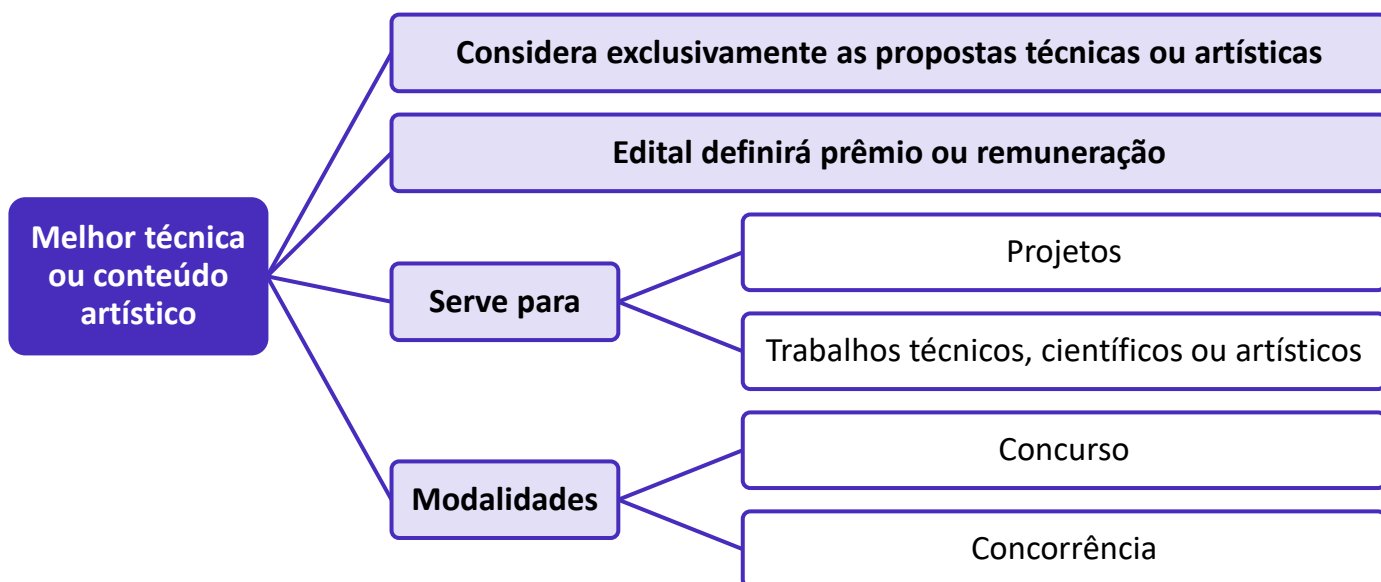 Considera exclusivamente as propostas técnicas ou artísticas
Edital definirá prêmio ou remuneração
Melhor técnica
ou conteúdo
artístico
Serve para
Projetos
Trabalhos técnicos, científicos ou artísticos
Modalidades
Concurso
Concorrência